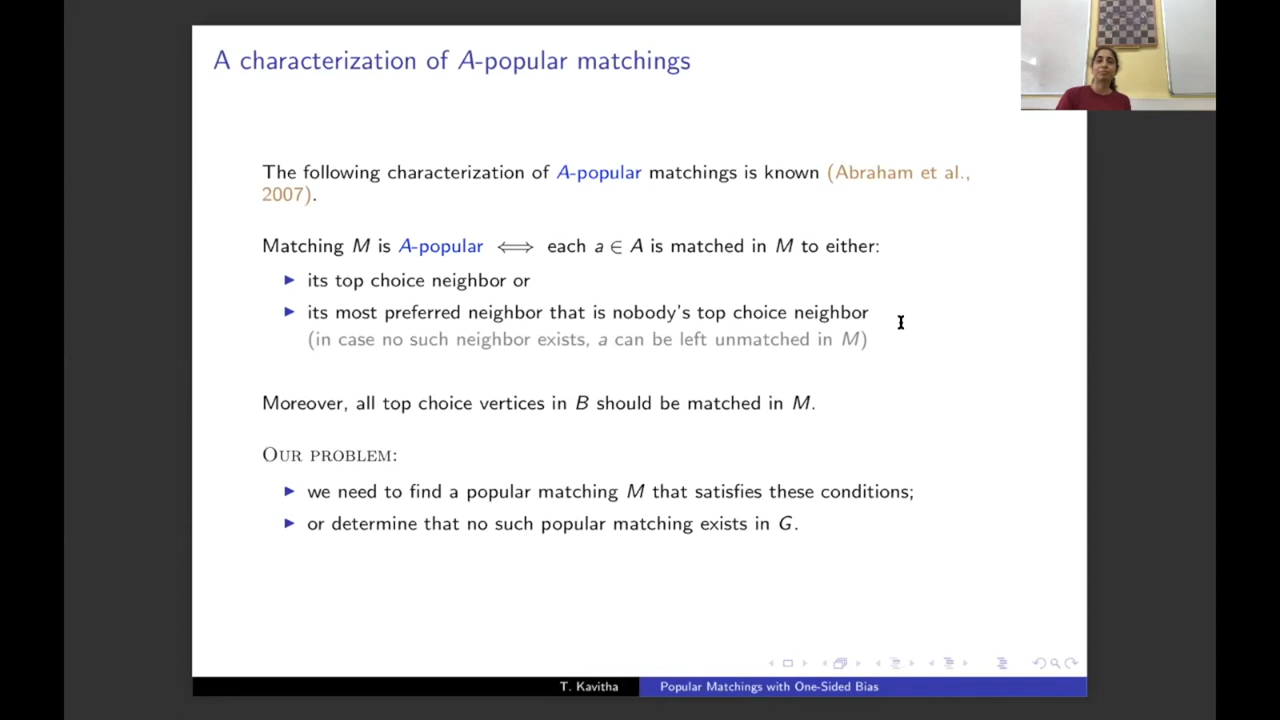 A characterization of A-popular matchings
The following characterization of A-popular matchings is known (Abraham et al.,
2007).
Matching M is A-popular ⟺ each a ∈ A is matched in M to either:
▶ its top choice neighbor or
▶ its most preferred neighbor that is nobody's top choice neighbor
(in case no such neighbor exists, a can be left unmatched in M)
Moreover, all top choice vertices in B should be matched in M.
OUR PROBLEM:
▶ we need to find a popular matching M that satisfies these conditions;
▶ or determine that no such popular matching exists in G.
T. Kavitha Popular Matchings with One-Sided Bias